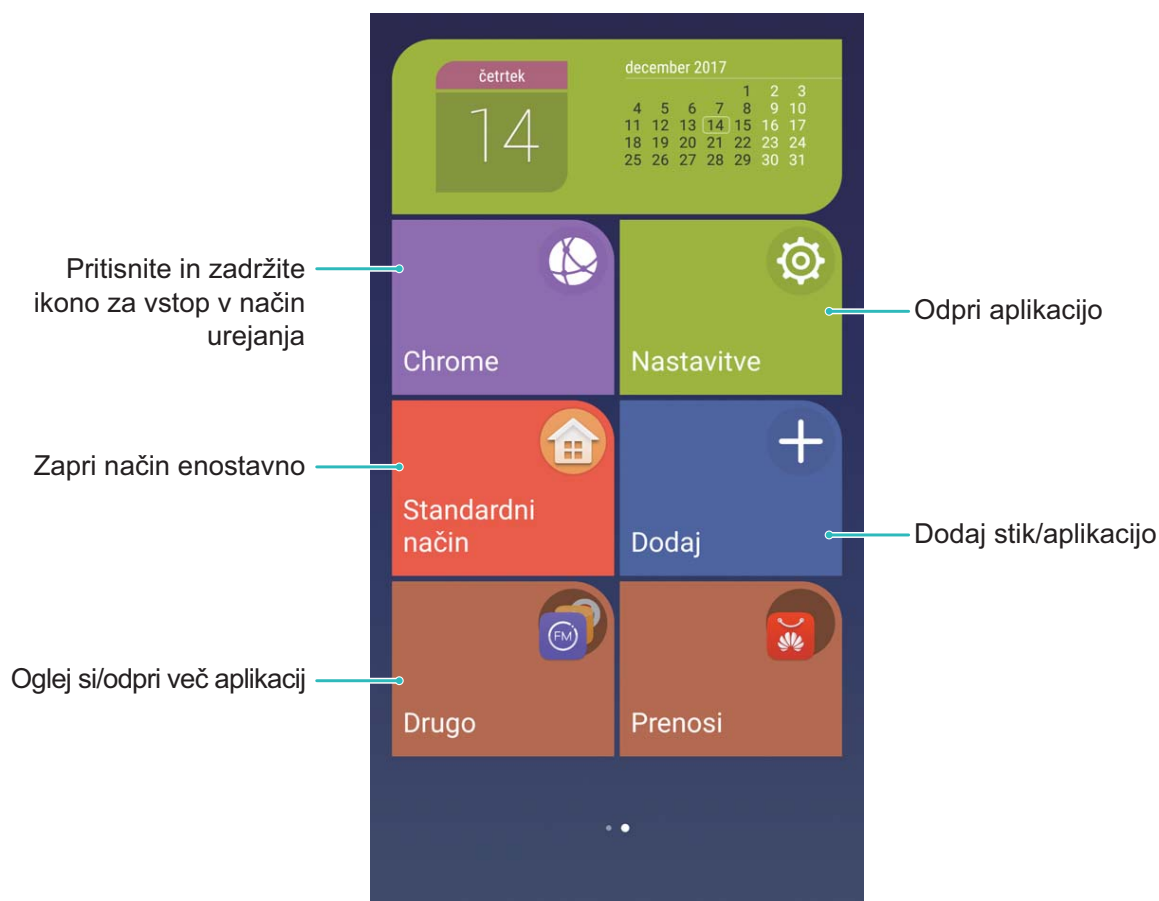 četrtek
14
december 2017
1 2 3
4 5 6 7 8 9 10
11 12 13 14 15 16 17
18 19 20 21 22 23 24
25 26 27 28 29 30 31
Pritisnite in zadržite
ikono za vstop v način
urejanja
Chrome
Nastavitve
Odpri aplikacijo
Zapri način enostavno
Standardni
način
Dodaj
Dodaj stik/aplikacijo
Oglej si/odpri več aplikacij
FM
Drugo
Prenosi